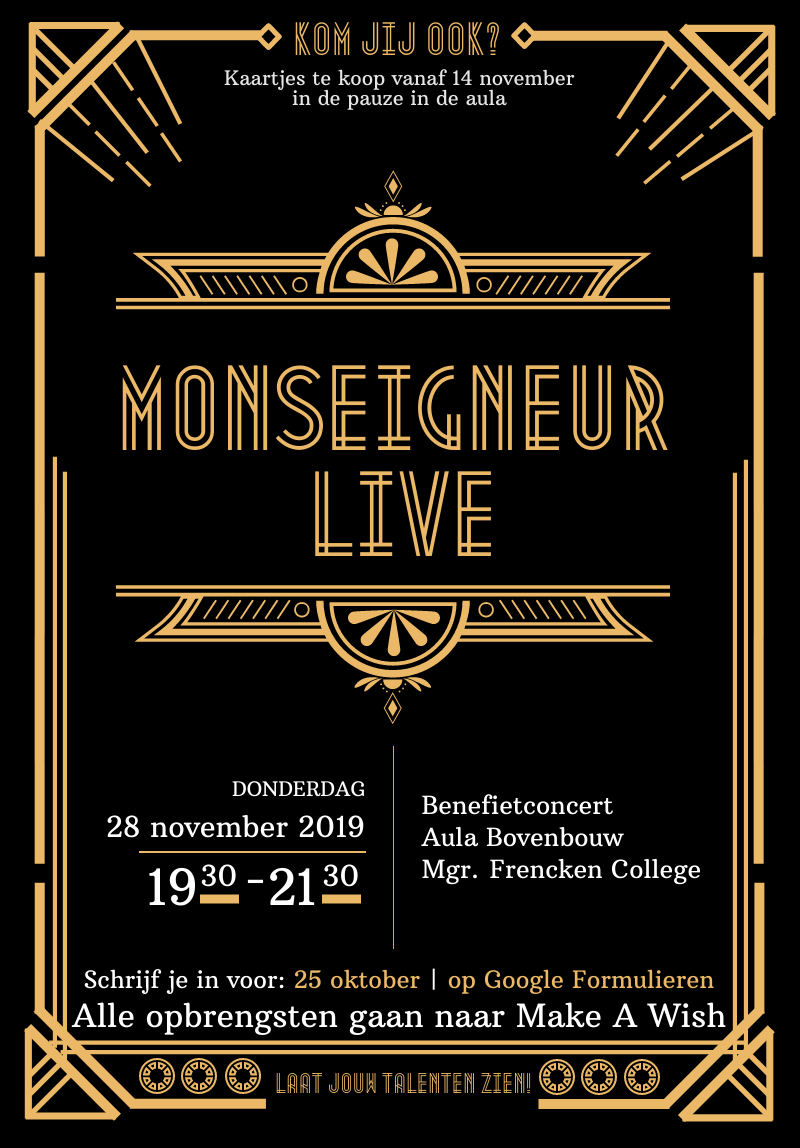 KOM JIJ OOK?
Kaartjes te koop vanaf 14 november
in de pauze in de aula
MONSEIGNEUR
LIVE
DONDERDAG
28 november 2019
19 30 - 21 30
Benefietconcert
Aula Bovenbouw
Mgr. Frencken College
Schrijf je in voor: 25 oktober | op Google Formulieren
Alle opbrengsten gaan naar Make A Wish
LAAT JOUW TALENTEN ZIEN!